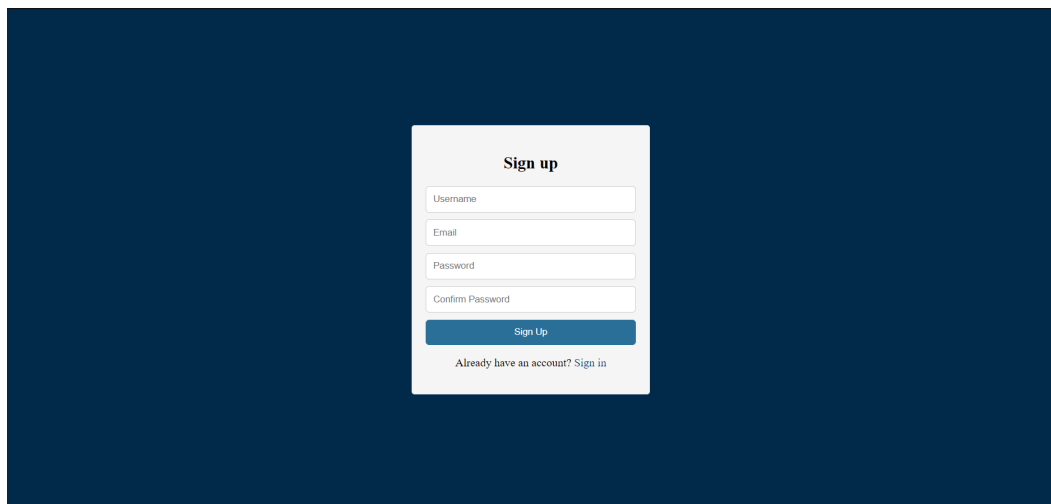 Sign up
Username
Email
Password
Confirm Password
Sign Up
Already have an account? Sign in